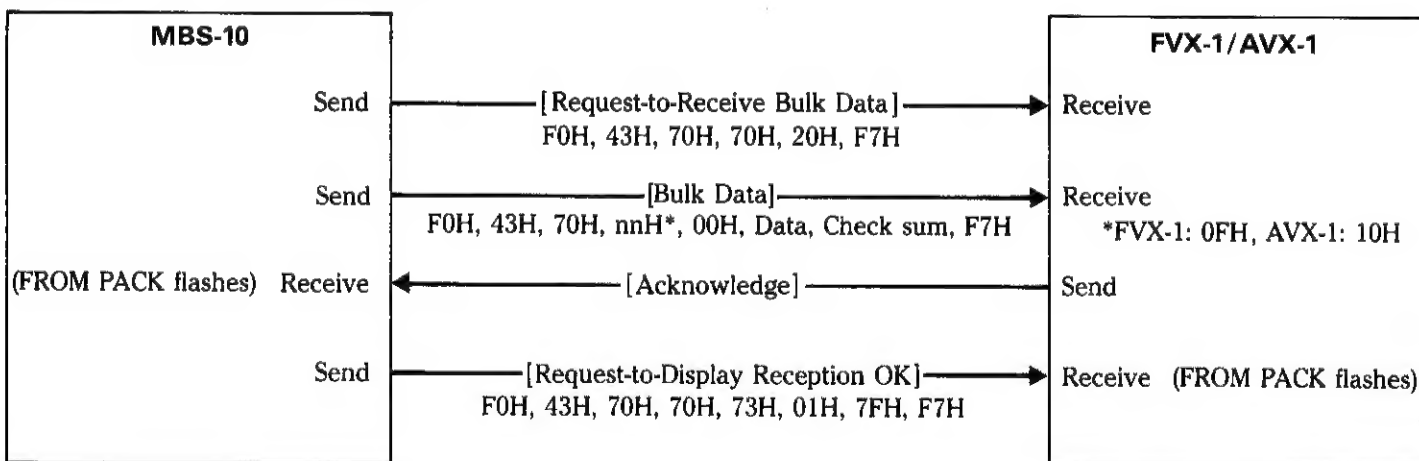 MBS-10
FVX-1/AVX-1
Send [Request-to-Receive Bulk Data] Receive
F0H, 43H, 70H, 70H, 20H, F7H
Send [Bulk Data] Receive
F0H, 43H, 70H, nnH*, 00H, Data, Check sum, F7H
*FVX-1: 0FH, AVX-1: 10H
(FROM PACK flashes) Receive [Acknowledge] Send
Send [Request-to-Display Reception OK] Receive (FROM PACK flashes)
F0H, 43H, 70H, 70H, 73H, 01H, 7FH, F7H